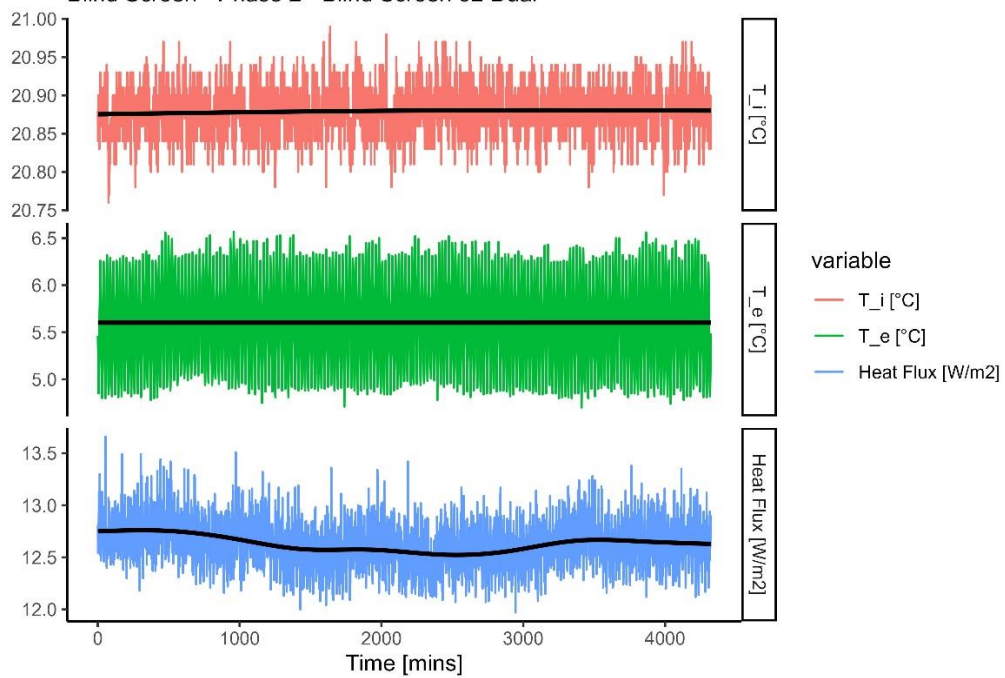 21.00
20.95
20.90
20.85
20.80
20.75
T_i [°C]
6.5
6.0
5.5
5.0
T_e [°C]
13.5
13.0
12.5
12.0
Heat Flux [W/m2]
0 1000 2000 3000 4000
Time [mins]
variable
T_i [°C]
T_e [°C]
Heat Flux [W/m2]